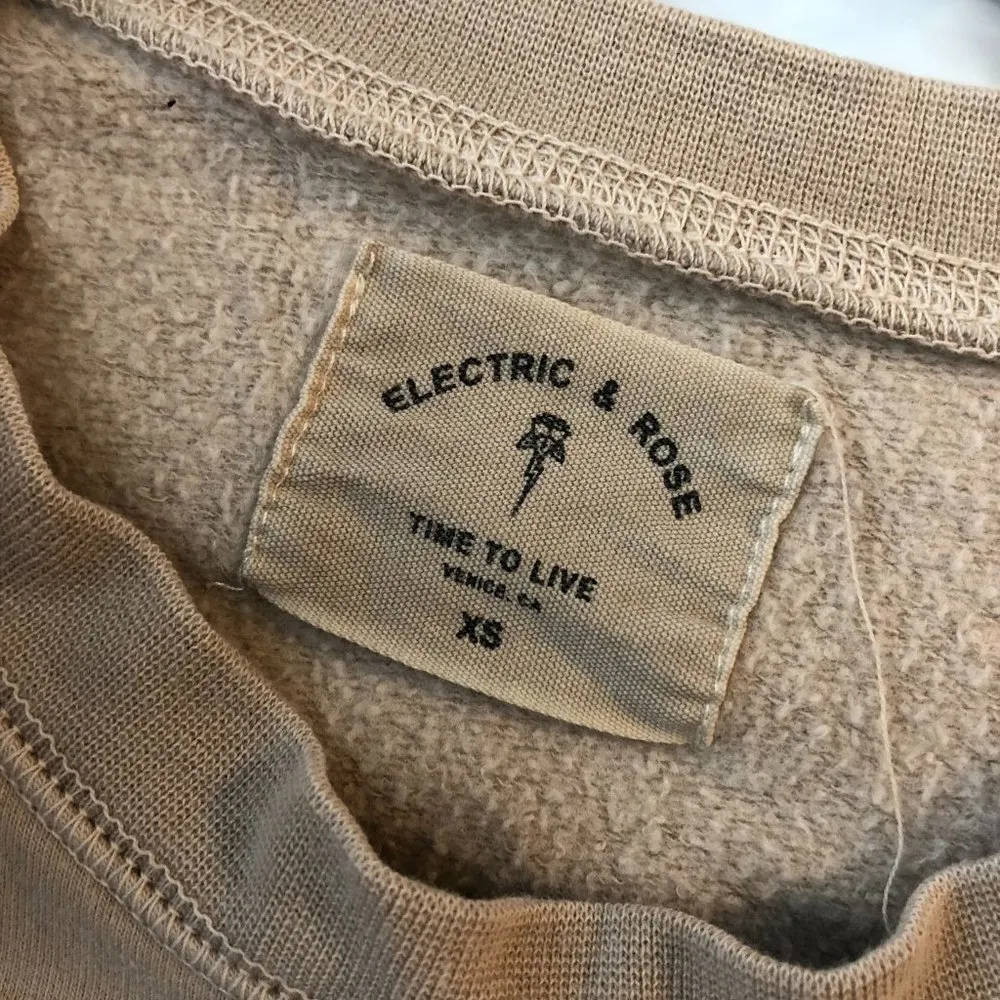 ELECTRIC & ROSE
TIME TO LIVE
VENICE, CA
XS